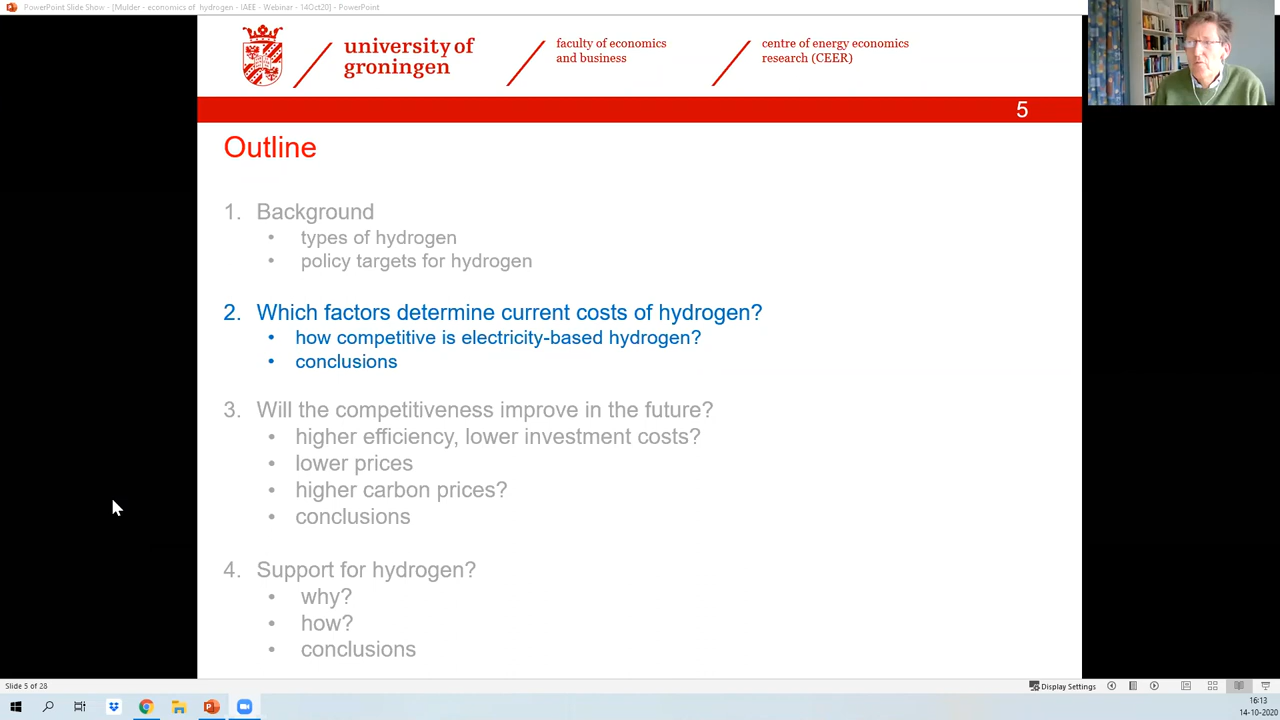 PowerPoint Slide Show - [Mulder - economics of hydrogen - IAEE - Webinar - 14Oct20] - PowerPoint
university of
groningen
faculty of economics
and business
centre of energy economics
research (CEER)
5
Outline
1. Background
• types of hydrogen
• policy targets for hydrogen
2. Which factors determine current costs of hydrogen?
• how competitive is electricity-based hydrogen?
• conclusions
3. Will the competitiveness improve in the future?
• higher efficiency, lower investment costs?
• lower prices
• higher carbon prices?
• conclusions
4. Support for hydrogen?
• why?
• how?
• conclusions
Slide 5 of 28
Display Settings
16:13
14-10-2020